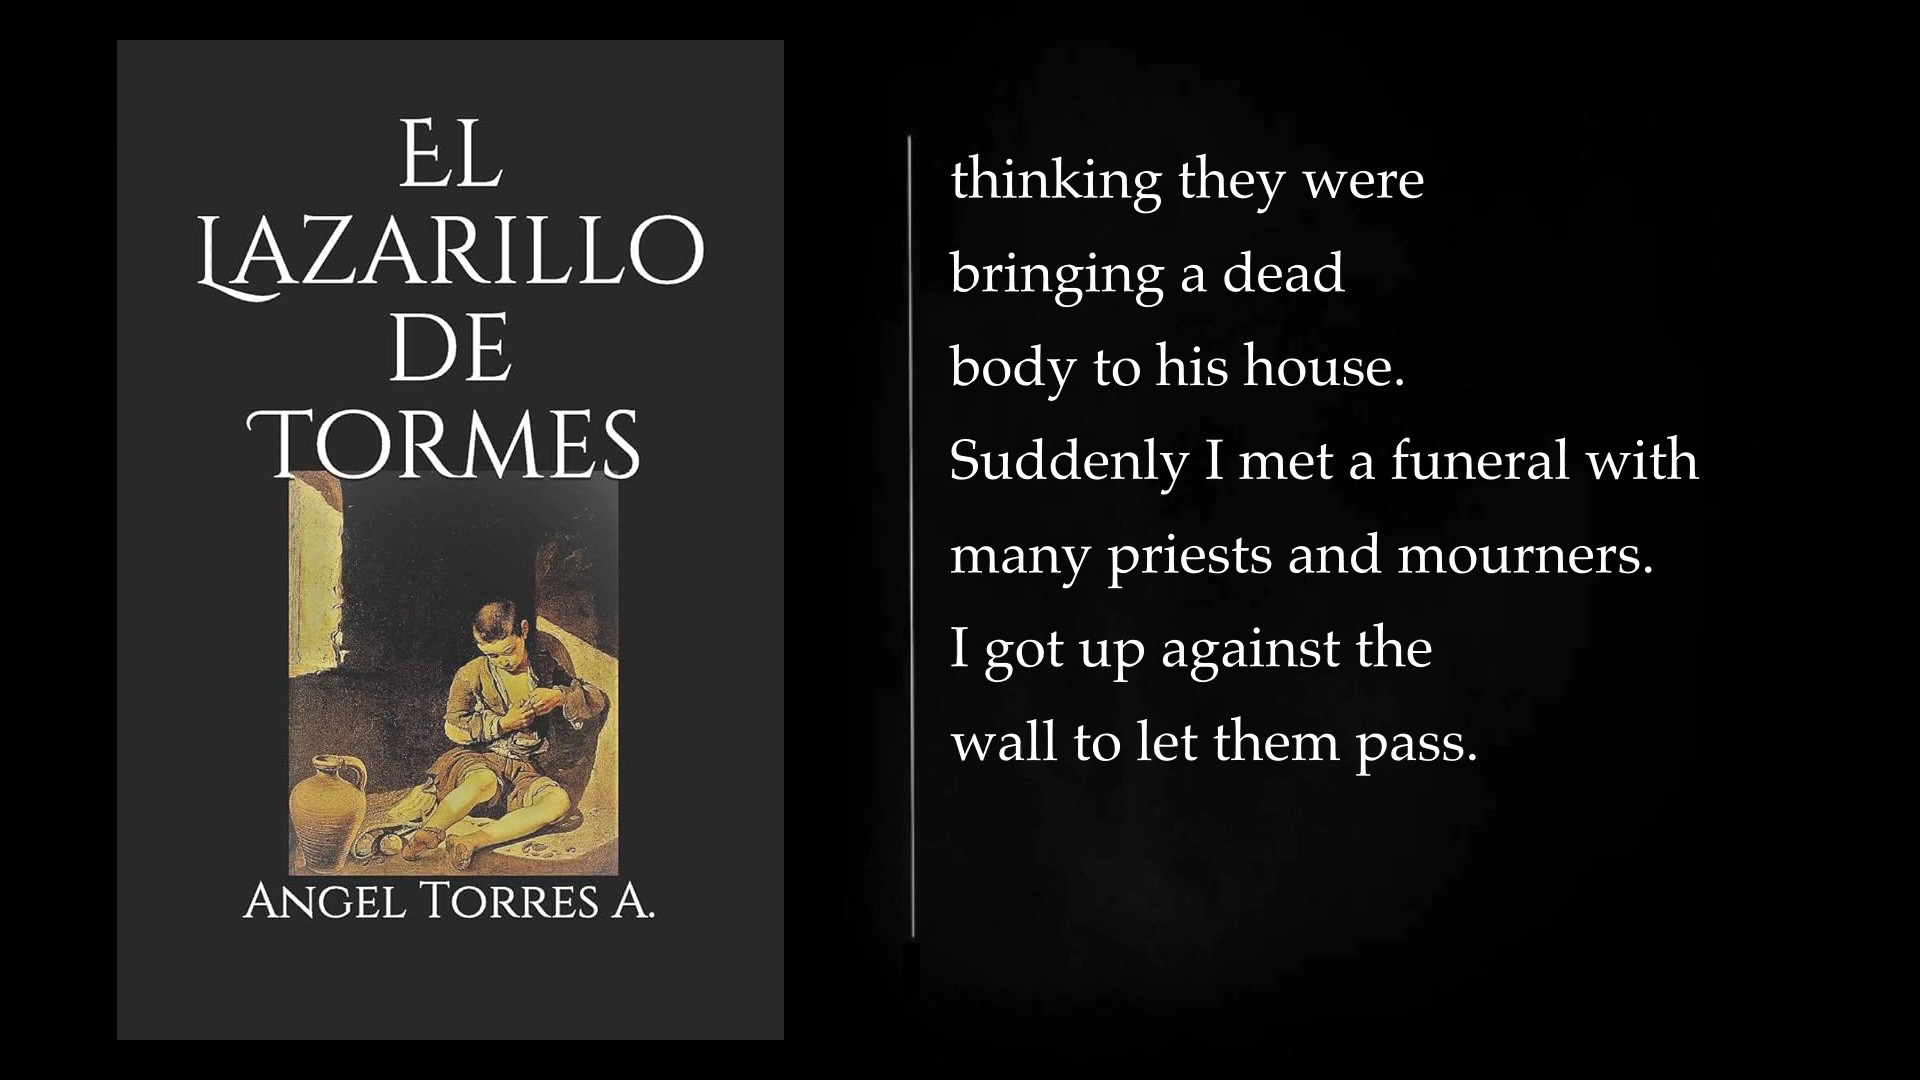 EL
LAZARILLO
DE
TORMES
ANGEL TORRES A.
thinking they were
bringing a dead
body to his house.
Suddenly I met a funeral with
many priests and mourners.
I got up against the
wall to let them pass.